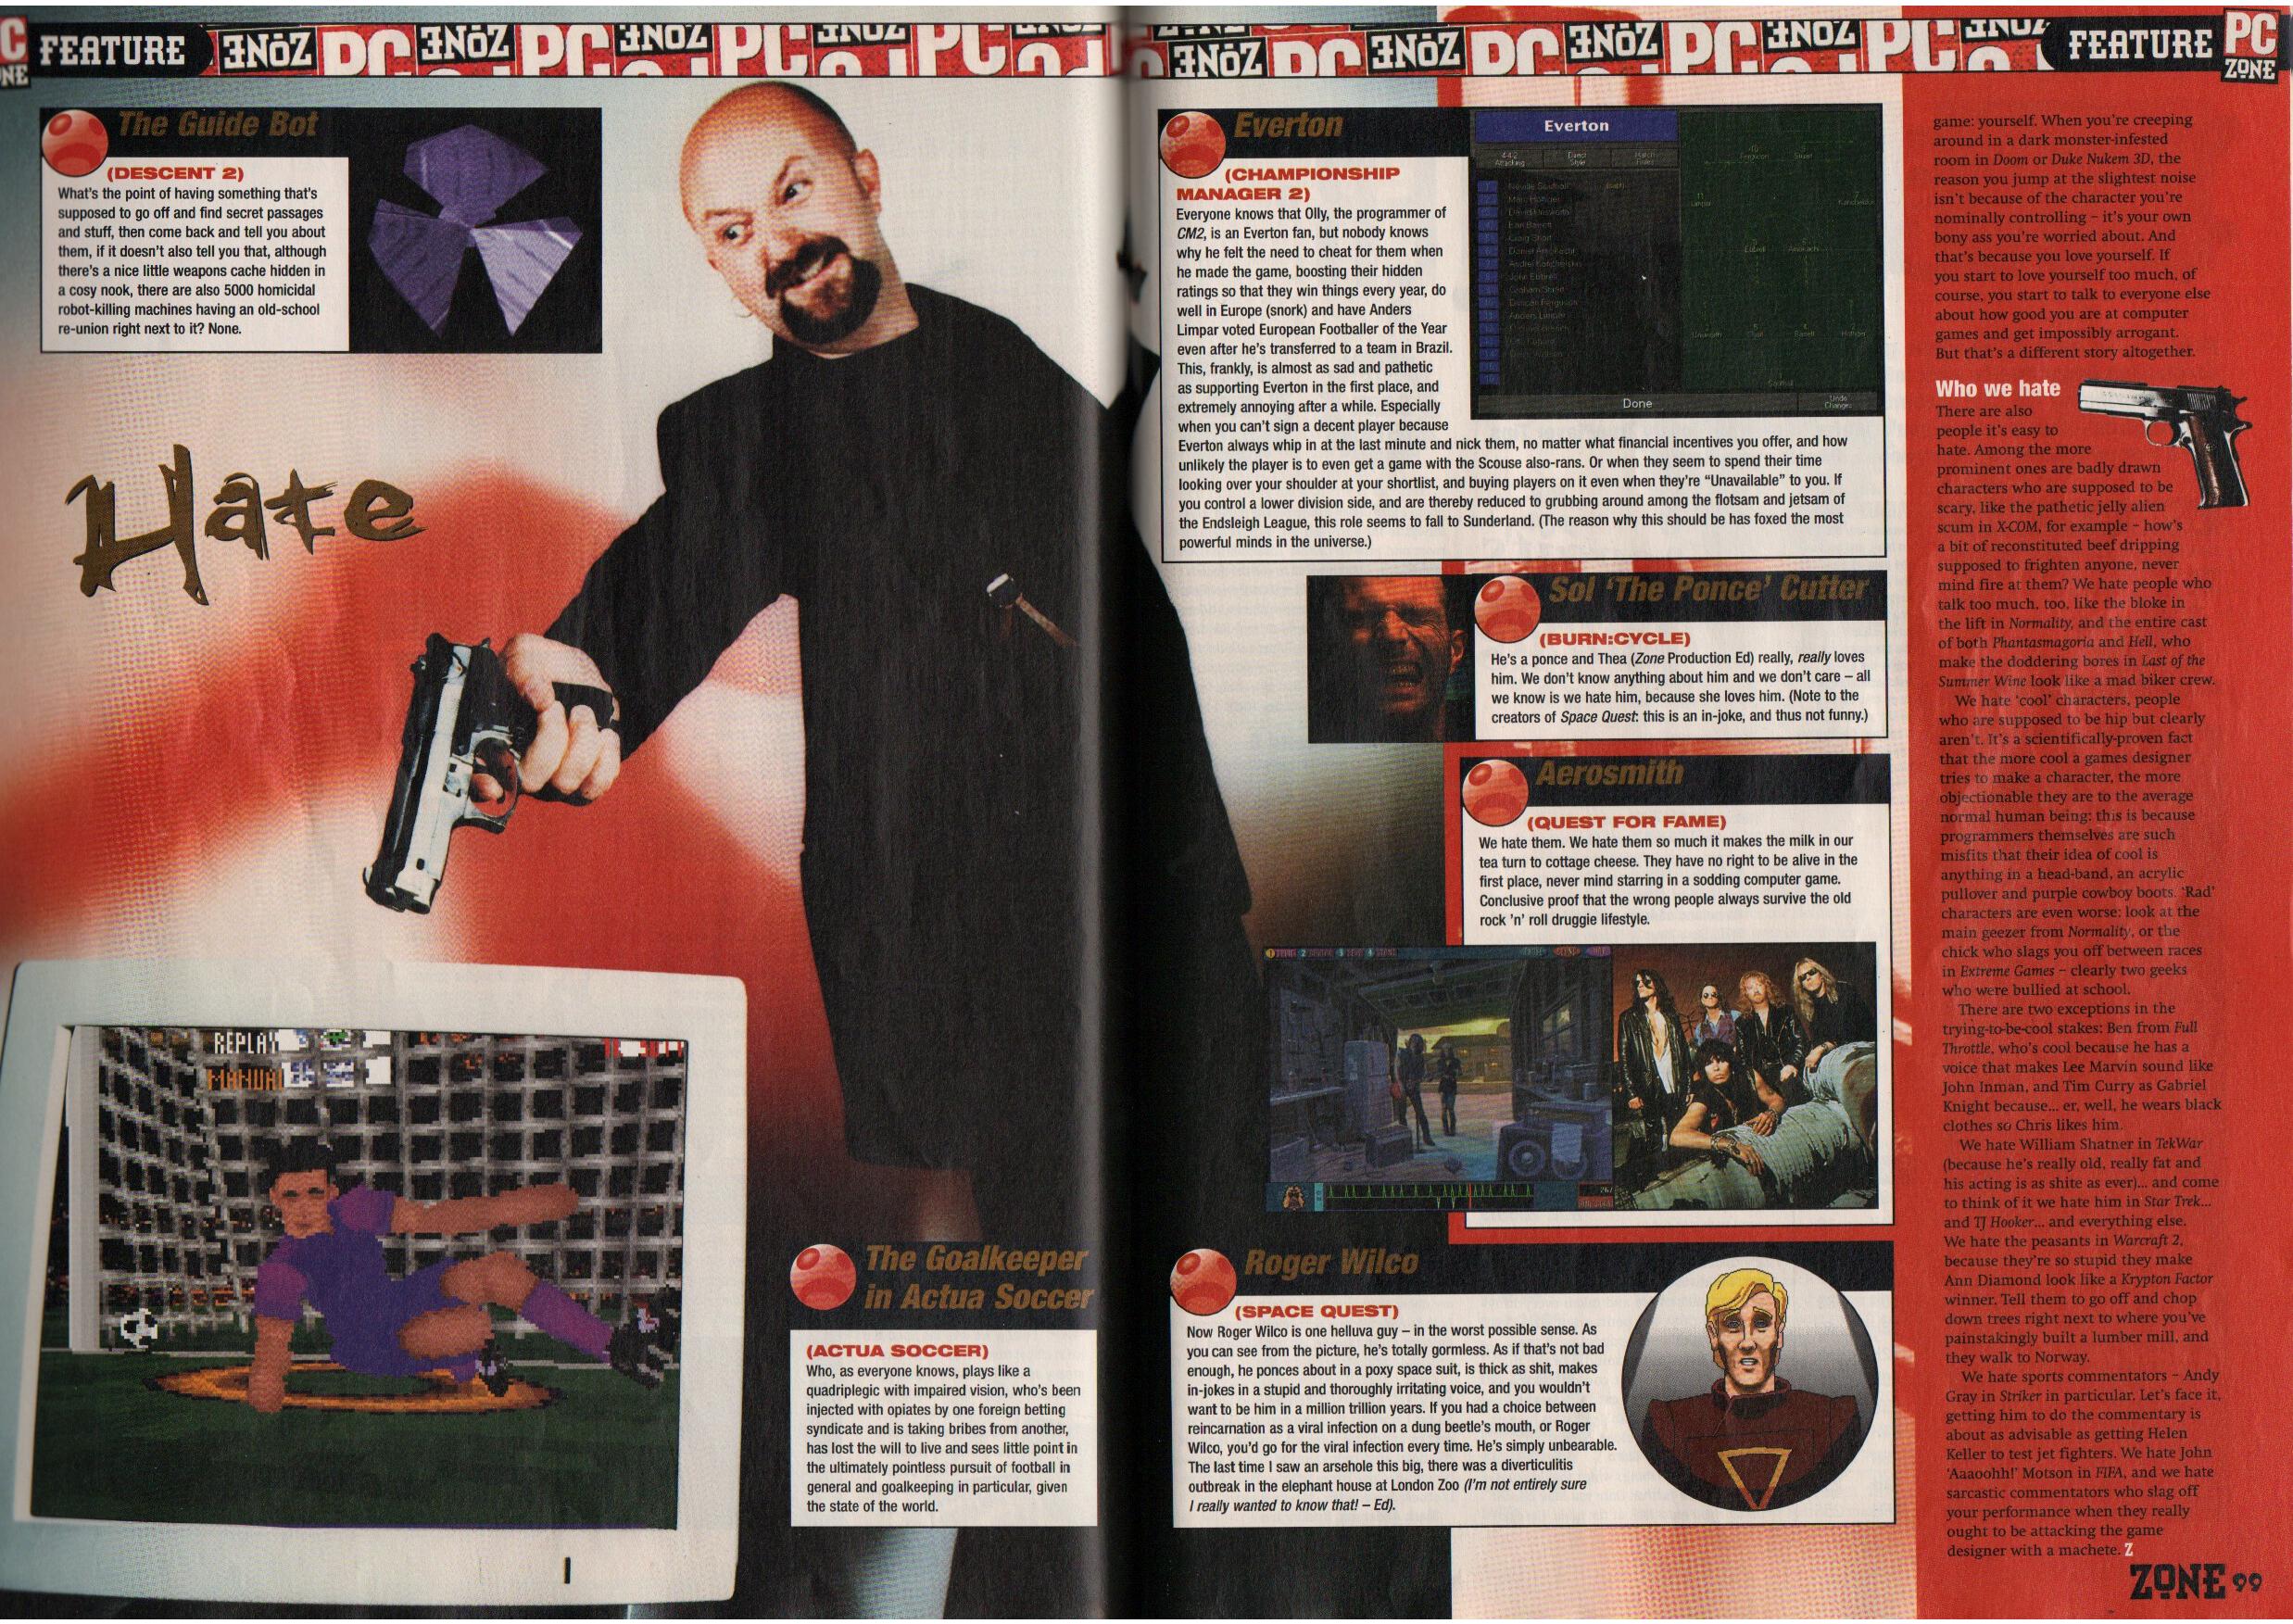 FEATURE
FEATURE
PC
ZONE
The Guide Bot
(DESCENT 2)
What's the point of having something that's
supposed to go off and find secret passages
and stuff, then come back and tell you about
them, if it doesn't also tell you that, although
there's a nice little weapons cache hidden in
a cosy nook, there are also 5000 homicidal
robot-killing machines having an old-school
re-union right next to it? None.
Hate
REPLAY
MANUAL
The Goalkeeper
in Actua Soccer
(ACTUA SOCCER)
Who, as everyone knows, plays like a
quadriplegic with impaired vision, who's been
injected with opiates by one foreign betting
syndicate and is taking bribes from another,
has lost the will to live and sees little point in
the ultimately pointless pursuit of football in
general and goalkeeping in particular, given
the state of the world.
Everton
(CHAMPIONSHIP
MANAGER 2)
Everyone knows that Olly, the programmer of
CM2, is an Everton fan, but nobody knows
why he felt the need to cheat for them when
he made the game, boosting their hidden
ratings so that they win things every year, do
well in Europe (snork) and have Anders
Limpar voted European Footballer of the Year
even after he's transferred to a team in Brazil.
This, frankly, is almost as sad and pathetic
as supporting Everton in the first place, and
extremely annoying after a while. Especially
when you can't sign a decent player because
Everton always whip in at the last minute and nick them, no matter what financial incentives you offer, and how
unlikely the player is to even get a game with the Scouse also-rans. Or when they seem to spend their time
looking over your shoulder at your shortlist, and buying players on it even when they're "Unavailable" to you. If
you control a lower division side, and are thereby reduced to grubbing around among the flotsam and jetsam of
the Endsleigh League, this role seems to fall to Sunderland. (The reason why this should be has foxed the most
powerful minds in the universe.)
Everton
Done
Undo
Changes
Sol 'The Ponce' Cutter
(BURN:CYCLE)
He's a ponce and Thea (Zone Production Ed) really, really loves
him. We don't know anything about him and we don't care – all
we know is we hate him, because she loves him. (Note to the
creators of Space Quest: this is an in-joke, and thus not funny.)
Aerosmith
(QUEST FOR FAME)
We hate them. We hate them so much it makes the milk in our
tea turn to cottage cheese. They have no right to be alive in the
first place, never mind starring in a sodding computer game.
Conclusive proof that the wrong people always survive the old
rock 'n' roll druggie lifestyle.
Roger Wilco
(SPACE QUEST)
Now Roger Wilco is one helluva guy – in the worst possible sense. As
you can see from the picture, he's totally gormless. As if that's not bad
enough, he ponces about in a poxy space suit, is thick as shit, makes
in-jokes in a stupid and thoroughly irritating voice, and you wouldn't
want to be him in a million trillion years. If you had a choice between
reincarnation as a viral infection on a dung beetle's mouth, or Roger
Wilco, you'd go for the viral infection every time. He's simply unbearable.
The last time I saw an arsehole this big, there was a diverticulitis
outbreak in the elephant house at London Zoo (I'm not entirely sure
I really wanted to know that! – Ed).
game: yourself. When you're creeping
around in a dark monster-infested
room in Doom or Duke Nukem 3D, the
reason you jump at the slightest noise
isn't because of the character you're
nominally controlling – it's your own
bony ass you're worried about. And
that's because you love yourself. If
you start to love yourself too much, of
course, you start to talk to everyone else
about how good you are at computer
games and get impossibly arrogant.
But that's a different story altogether.
Who we hate
There are also
people it's easy to
hate. Among the more
prominent ones are badly drawn
characters who are supposed to be
scary, like the pathetic jelly alien
scum in X-COM, for example – how's
a bit of reconstituted beef dripping
supposed to frighten anyone, never
mind fire at them? We hate people who
talk too much, too, like the bloke in
the lift in Normality, and the entire cast
of both Phantasmagoria and Hell, who
make the doddering bores in Last of the
Summer Wine look like a mad biker crew.
We hate 'cool' characters, people
who are supposed to be hip but clearly
aren't. It's a scientifically-proven fact
that the more cool a games designer
tries to make a character, the more
objectionable they are to the average
normal human being: this is because
programmers themselves are such
misfits that their idea of cool is
anything in a head-band, an acrylic
pullover and purple cowboy boots. 'Rad'
characters are even worse: look at the
main geezer from Normality, or the
chick who slags you off between races
in Extreme Games – clearly two geeks
who were bullied at school.
There are two exceptions in the
trying-to-be-cool stakes: Ben from Full
Throttle, who's cool because he has a
voice that makes Lee Marvin sound like
John Inman, and Tim Curry as Gabriel
Knight because... er, well, he wears black
clothes so Chris likes him.
We hate William Shatner in TekWar
(because he's really old, really fat and
his acting is as shite as ever)... and come
to think of it we hate him in Star Trek...
and TJ Hooker... and everything else.
We hate the peasants in Warcraft 2,
because they're so stupid they make
Ann Diamond look like a Krypton Factor
winner. Tell them to go off and chop
down trees right next to where you've
painstakingly built a lumber mill, and
they walk to Norway.
We hate sports commentators – Andy
Gray in Striker in particular. Let's face it,
getting him to do the commentary is
about as advisable as getting Helen
Keller to test jet fighters. We hate John
'Aaaoohh!' Motson in FIFA, and we hate
sarcastic commentators who slag off
your performance when they really
ought to be attacking the game
designer with a machete. Z
ZONE 99